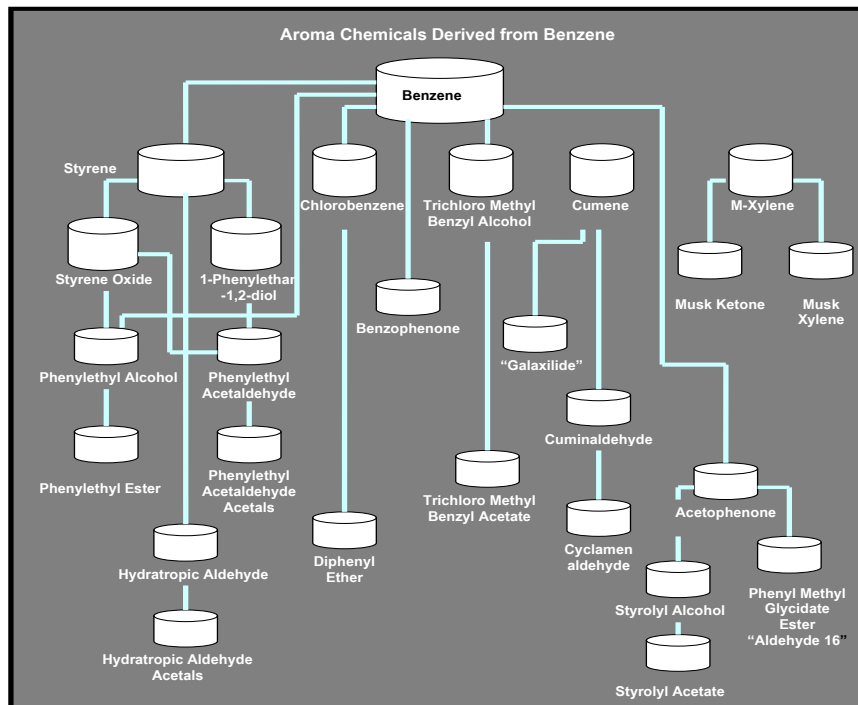 Aroma Chemicals Derived from Benzene
Benzene
Styrene
Chlorobenzene
Trichloro Methyl
Benzyl Alcohol
Cumene
M-Xylene
Styrene Oxide
1-Phenylethan
-1,2-diol
Benzophenone
Musk Ketone
Musk
Xylene
Phenylethyl Alcohol
Phenylethyl
Acetaldehyde
“Galaxilide”
Cuminaldehyde
Phenylethyl Ester
Phenylethyl
Acetaldehyde
Acetals
Trichloro Methyl
Benzyl Acetate
Acetophenone
Hydratropic Aldehyde
Diphenyl
Ether
Cyclamen
aldehyde
Styrolyl Alcohol
Phenyl Methyl
Glycidate
Ester
“Aldehyde 16”
Hydratropic Aldehyde
Acetals
Styrolyl Acetate